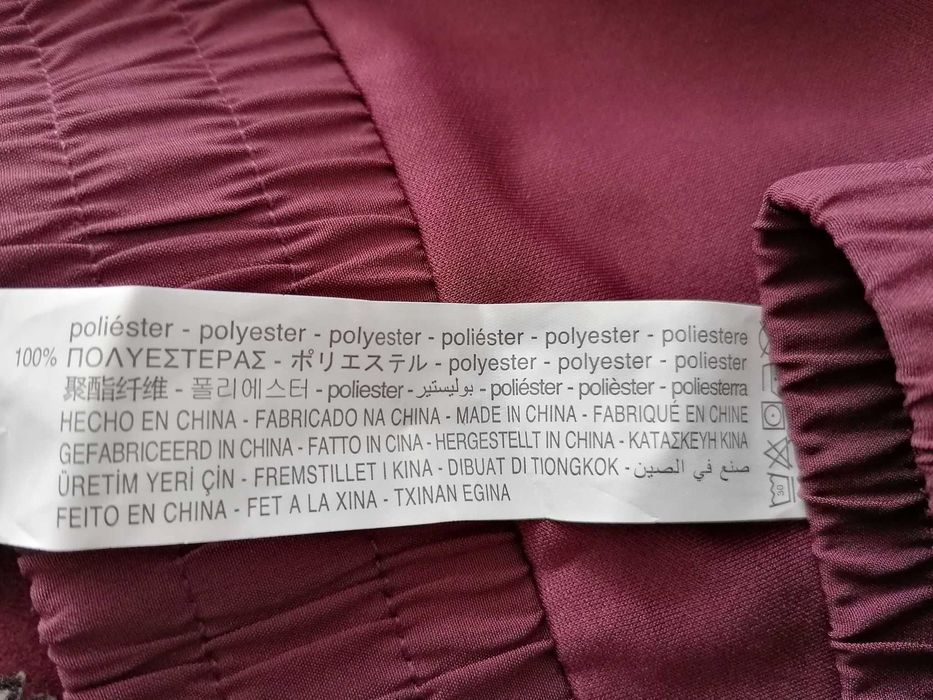 poliéster - polyester - polyester - poliéster - polyester - poliestere
100% ΠΟΛΥΕΣΤΕΡΑΣ - ポリエステル - polyester - polyester - poliester
聚酯纤维 - 폴리에스터 - poliester - بوليستير - poliéster - polièster - poliesterra
HECHO EN CHINA - FABRICADO NA CHINA - MADE IN CHINA - FABRIQUÉ EN CHINE
GEFABRICEERD IN CHINA - FATTO IN CINA - HERGESTELLT IN CHINA - ΚΑΤΑΣΚΕΥΗ ΚΙΝΑ
ÜRETİM YERİ ÇİN - FREMSTILLET I KINA - DIBUAT DI TIONGKOK - صنع في الصين
FEITO EN CHINA - FET A LA XINA - TXINAN EGINA
30